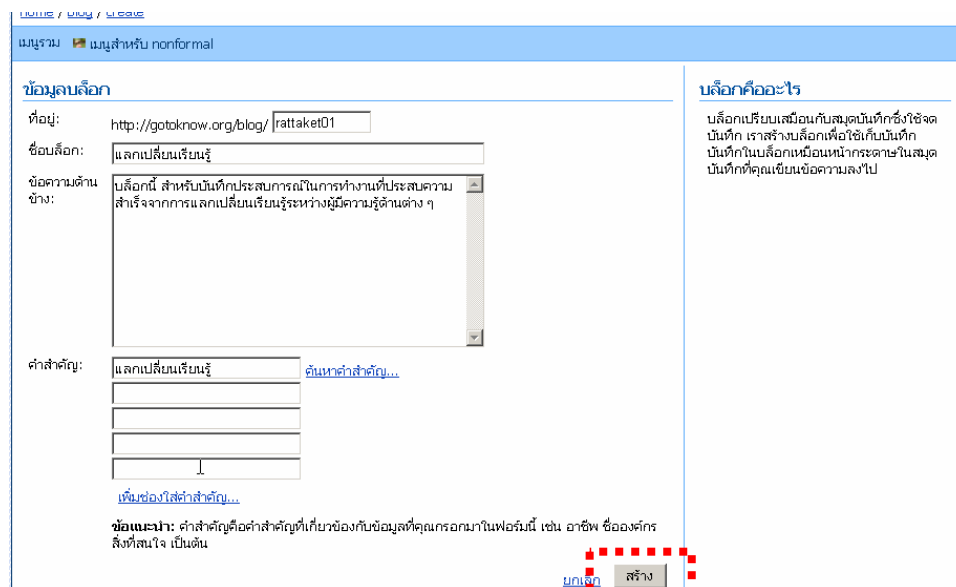 home / blog / create
เมนูรวม เมนูสำหรับ nonformal
ข้อมูลบล็อก
ที่อยู่: http://gotoknow.org/blog/ rattaket01
ชื่อบล็อก: แลกเปลี่ยนเรียนรู้
ข้อความด้าน
ข้าง:
บล็อกนี้ สำหรับบันทึกประสบการณ์ในการทำงานที่ประสบความ
สำเร็จจากการแลกเปลี่ยนเรียนรู้ระหว่างผู้มีความรู้ด้านต่าง ๆ
คำสำคัญ: แลกเปลี่ยนเรียนรู้ ค้นหาคำสำคัญ...
เพิ่มช่องใส่คำสำคัญ...
ข้อแนะนำ: คำสำคัญคือคำสำคัญที่เกี่ยวข้องกับข้อมูลที่คุณกรอกมาในฟอร์มนี้ เช่น อาชีพ ชื่อองค์กร
สิ่งที่สนใจ เป็นต้น
ยกเลิก สร้าง
บล็อกคืออะไร
บล็อกเปรียบเสมือนกับสมุดบันทึกซึ่งใช้จด
บันทึก เราสร้างบล็อกเพื่อใช้เก็บบันทึก
บันทึกในบล็อกเหมือนหน้ากระดาษในสมุด
บันทึกที่คุณเขียนข้อความลงไป